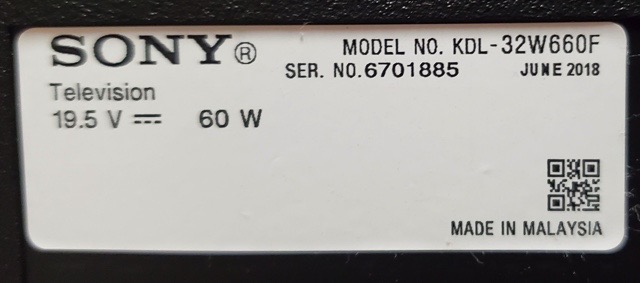 SONY®
MODEL NO. KDL-32W660F
SER. NO.6701885 JUNE 2018
Television
19.5 V ⎓ 60 W
MADE IN MALAYSIA